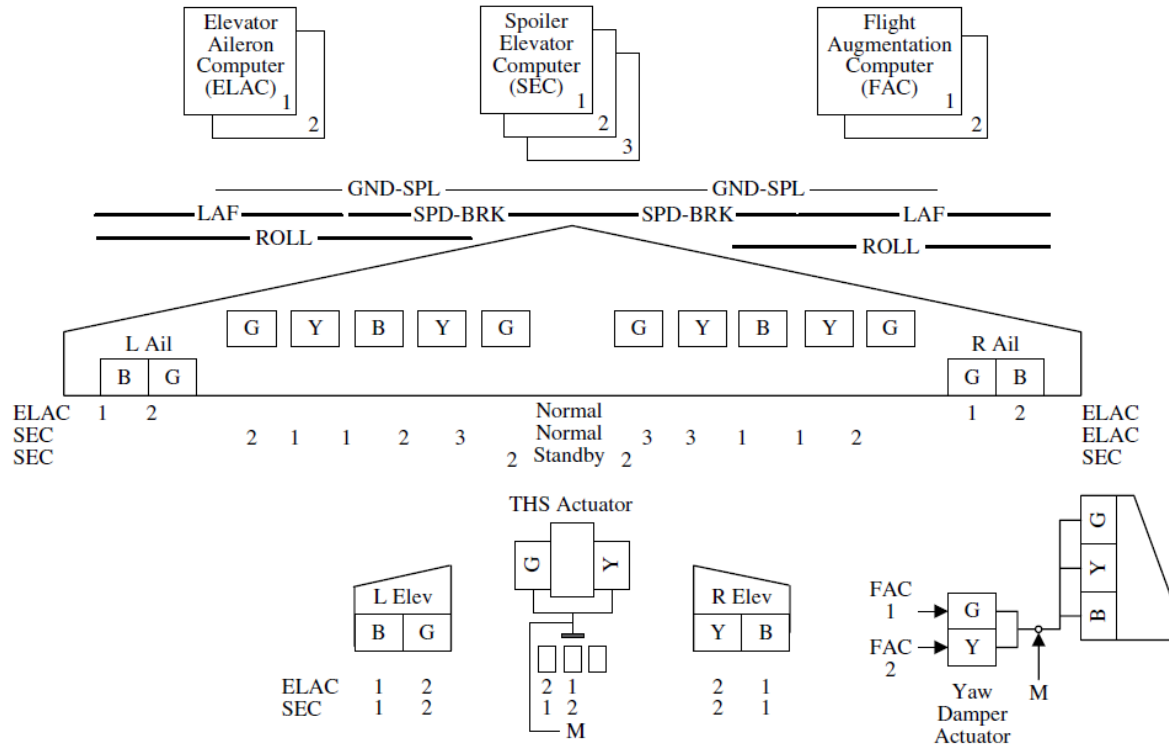 Elevator
Aileron
Computer
(ELAC)
1
2
Spoiler
Elevator
Computer
(SEC)
1
2
3
Flight
Augmentation
Computer
(FAC)
1
2
GND-SPL GND-SPL
LAF SPD-BRK SPD-BRK LAF
ROLL ROLL
G Y B Y G G Y B Y G
L Ail R Ail
B G G B
ELAC 1 2 Normal 1 2 ELAC
SEC 2 1 1 2 3 Normal 3 3 1 1 2 ELAC
SEC 2 Standby 2 SEC
THS Actuator
G Y
L Elev
B G
R Elev
Y B
ELAC 1 2 2 1 2 1
SEC 1 2 1 2 2 1
M
FAC
1
FAC
2
G
Y
Yaw
Damper
Actuator
M
G
Y
B